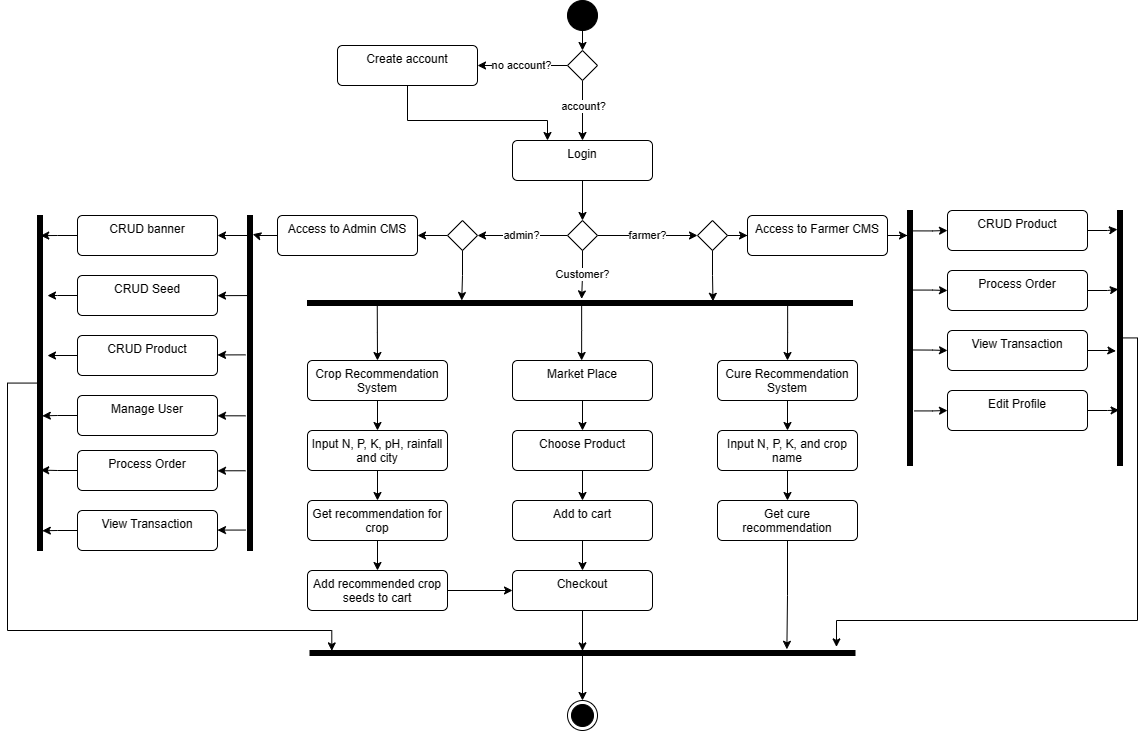 Create account
no account?
account?
Login
CRUD banner
Access to Admin CMS
admin?
farmer?
Access to Farmer CMS
CRUD Product
Customer?
CRUD Seed
Process Order
CRUD Product
View Transaction
Crop Recommendation
System
Market Place
Cure Recommendation
System
Manage User
Edit Profile
Input N, P, K, pH, rainfall
and city
Choose Product
Input N, P, K, and crop
name
Process Order
Get recommendation for
crop
Add to cart
Get cure
recommendation
View Transaction
Add recommended crop
seeds to cart
Checkout